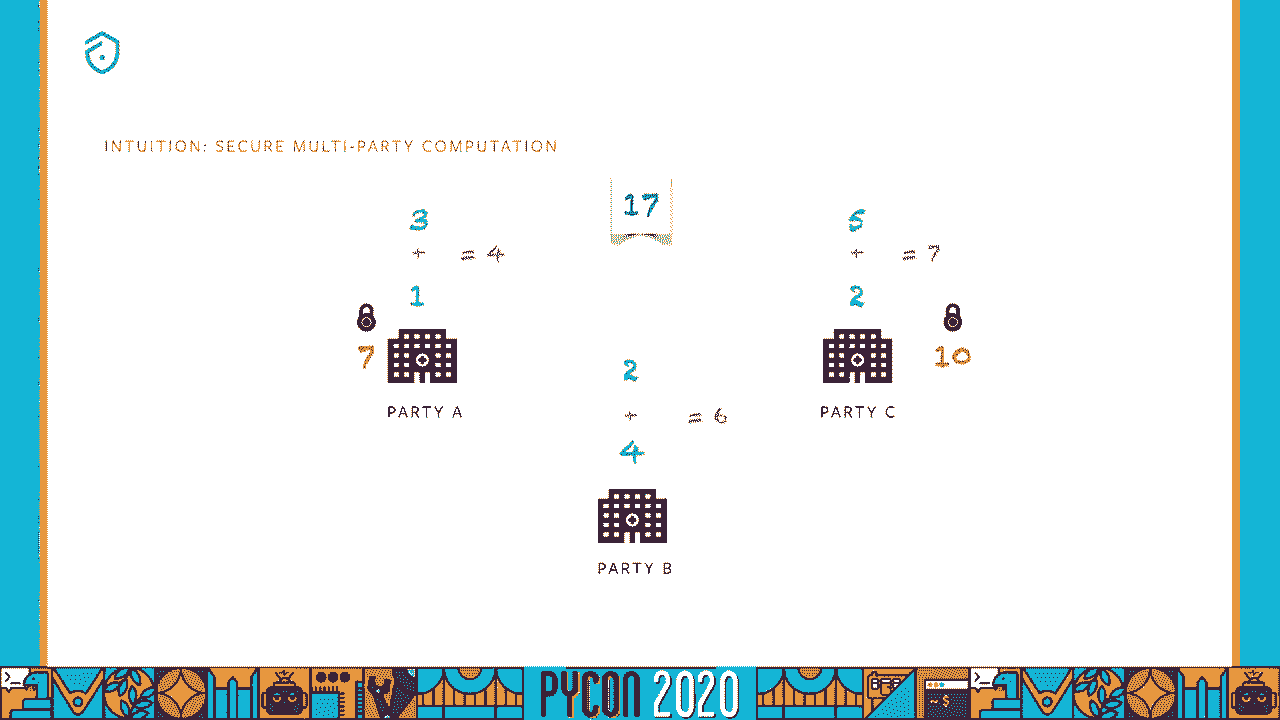 INTUITION: SECURE MULTI-PARTY COMPUTATION
17
3
+ = 4
1
7
PARTY A
5
+ = 7
2
10
PARTY C
2
+ = 6
4
PARTY B
PYCON 2020